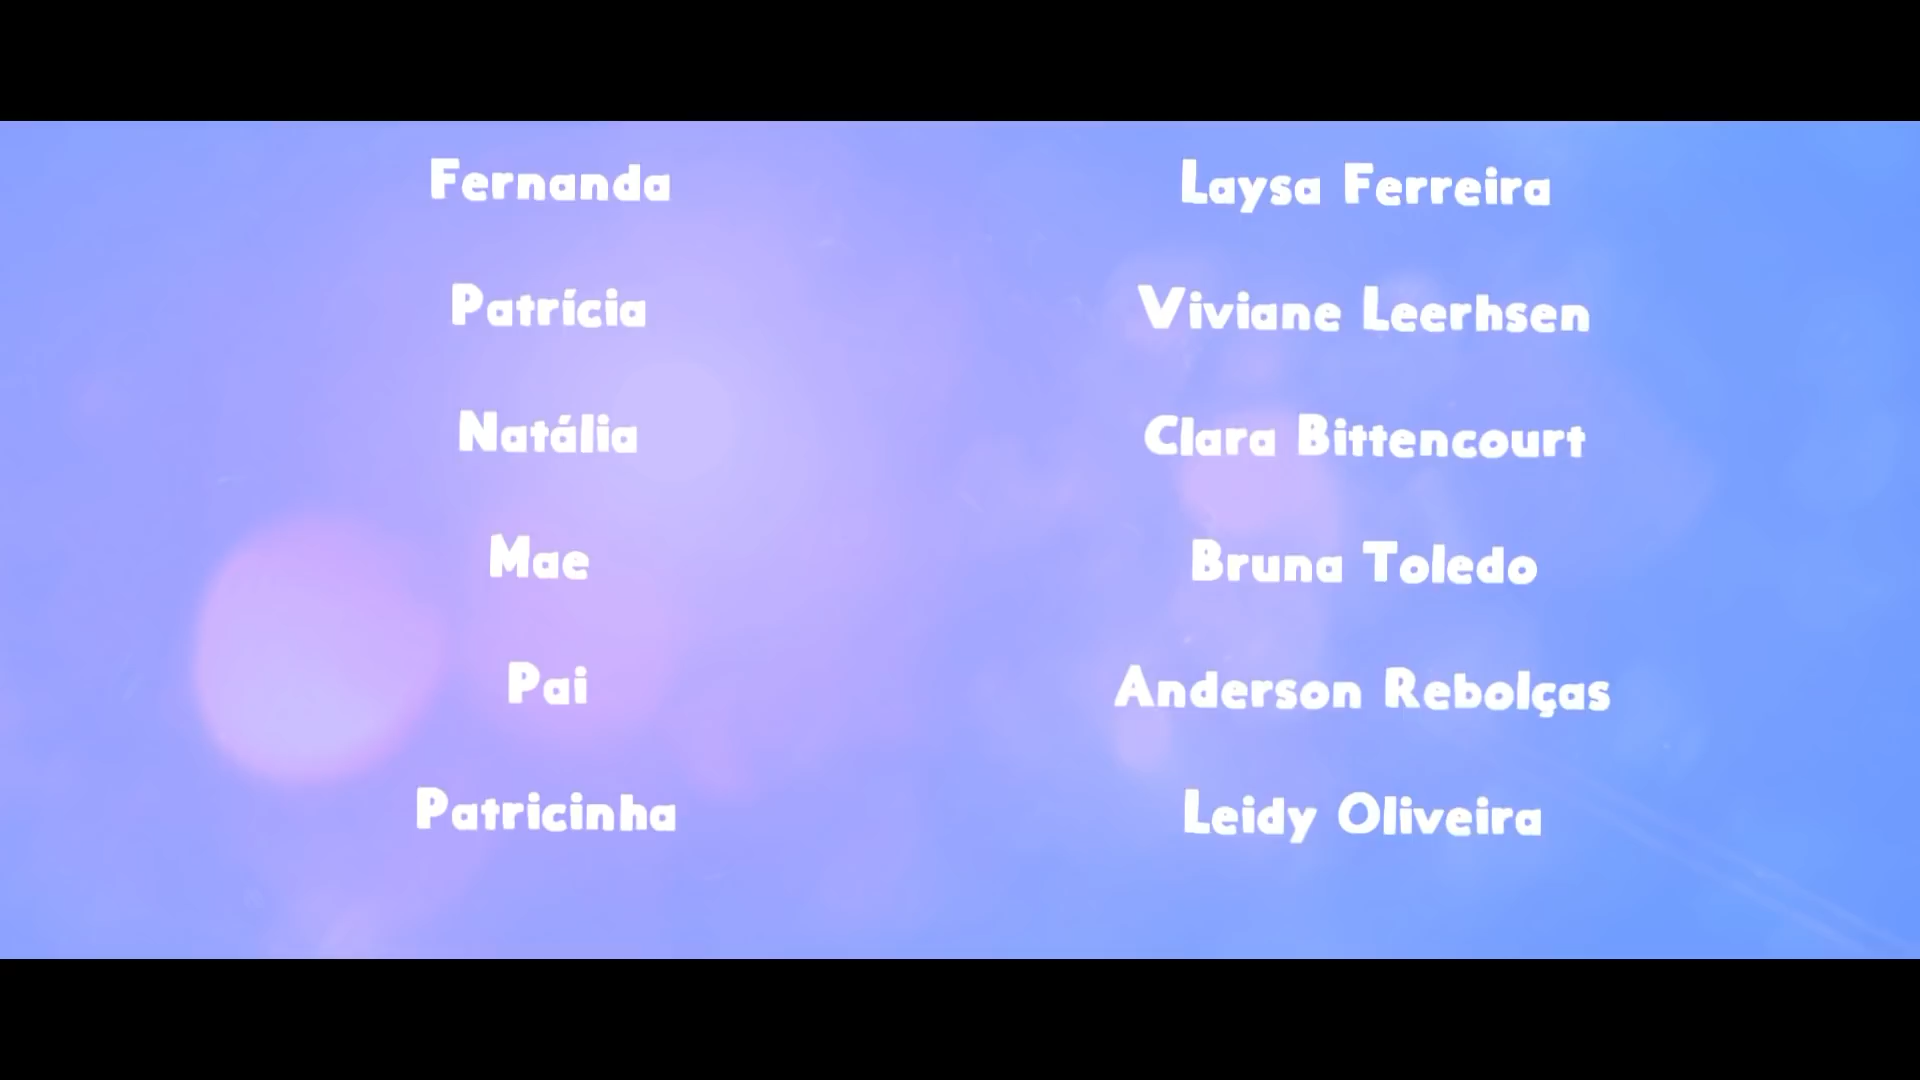 Fernanda Laysa Ferreira
Patrícia Viviane Leerhsen
Natália Clara Bittencourt
Mae Bruna Toledo
Pai Anderson Rebolças
Patricinha Leidy Oliveira